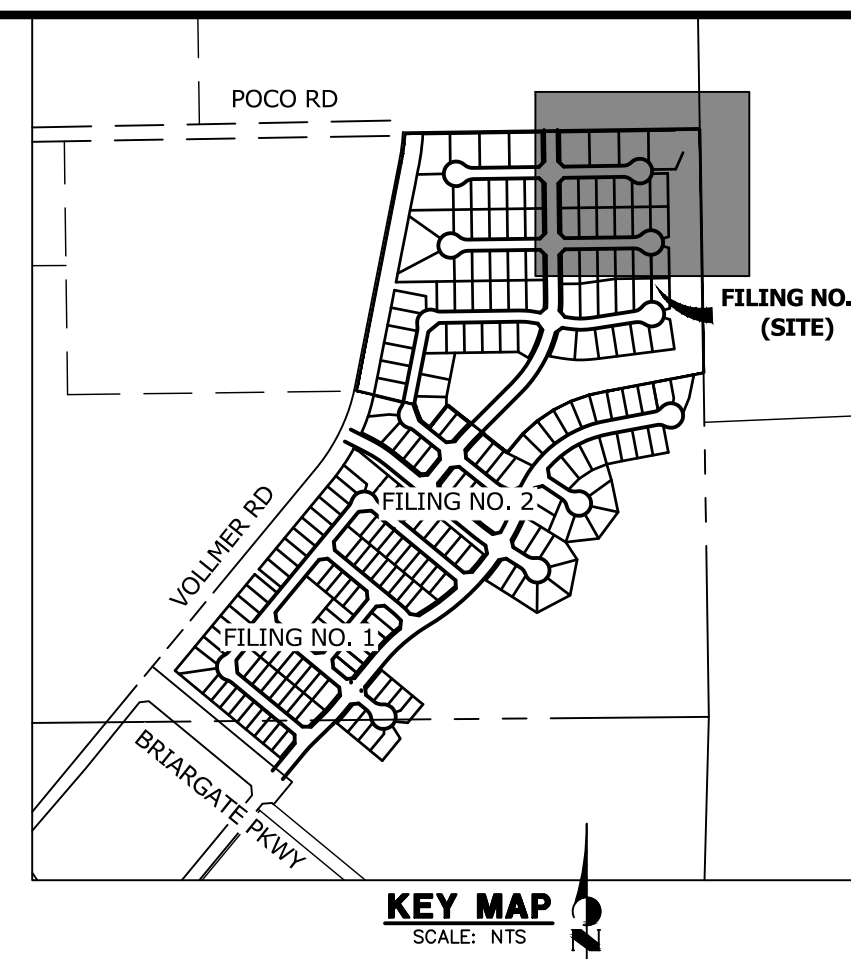 POCO RD
FILING NO.
(SITE)
FILING NO. 2
VOLLMER RD
FILING NO. 1
BRIARGATE PKWY
KEY MAP
SCALE: NTS
N